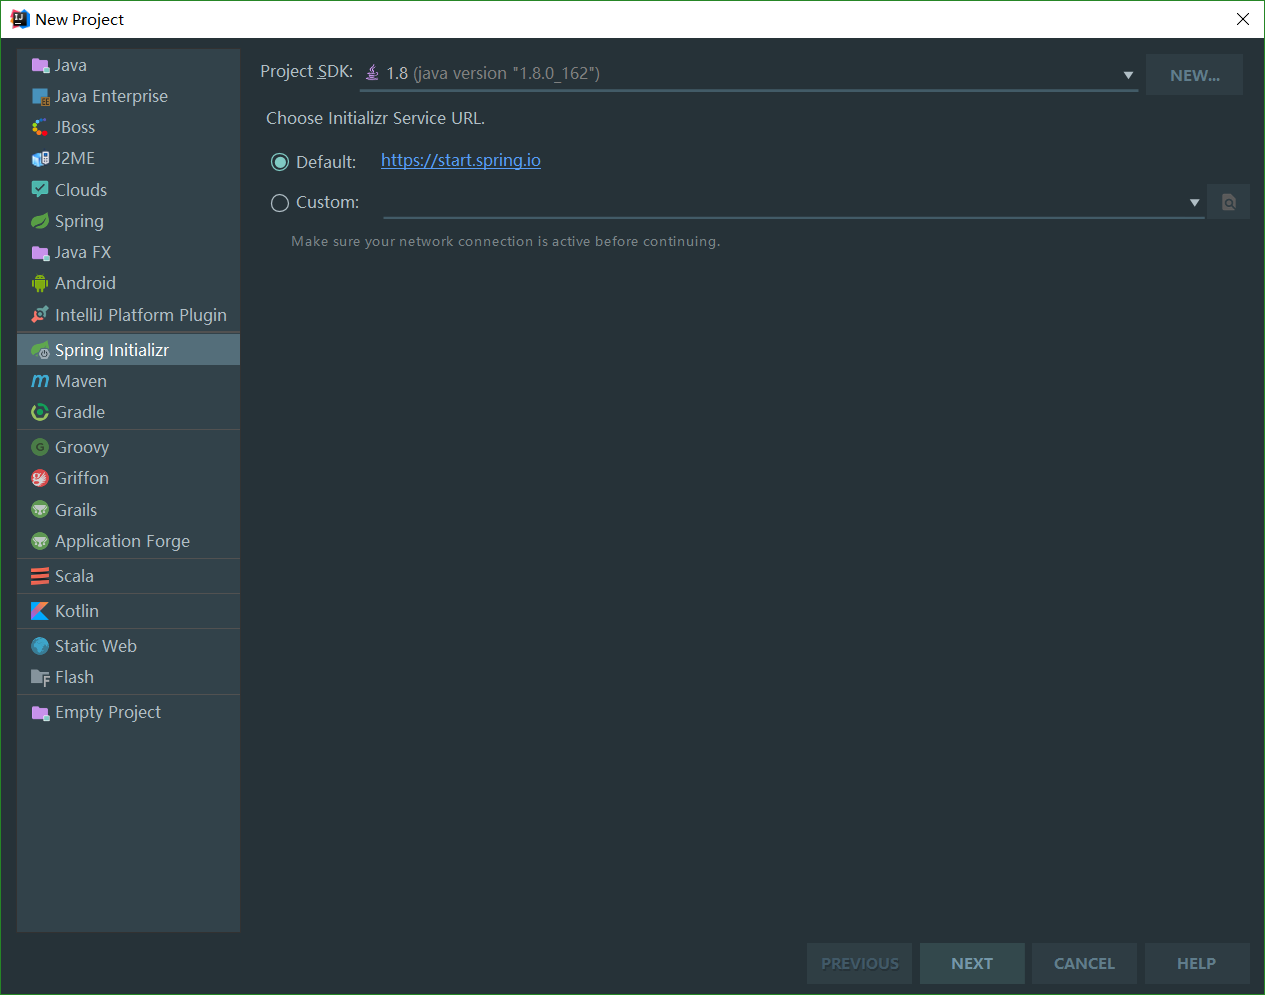 New Project
Java
Java Enterprise
JBoss
J2ME
Clouds
Spring
Java FX
Android
IntelliJ Platform Plugin
Spring Initializr
Maven
Gradle
Groovy
Griffon
Grails
Application Forge
Scala
Kotlin
Static Web
Flash
Empty Project
Project SDK: 1.8 (java version "1.8.0_162") NEW...
Choose Initializr Service URL.
Default: https://start.spring.io
Custom:
Make sure your network connection is active before continuing.
PREVIOUS NEXT CANCEL HELP